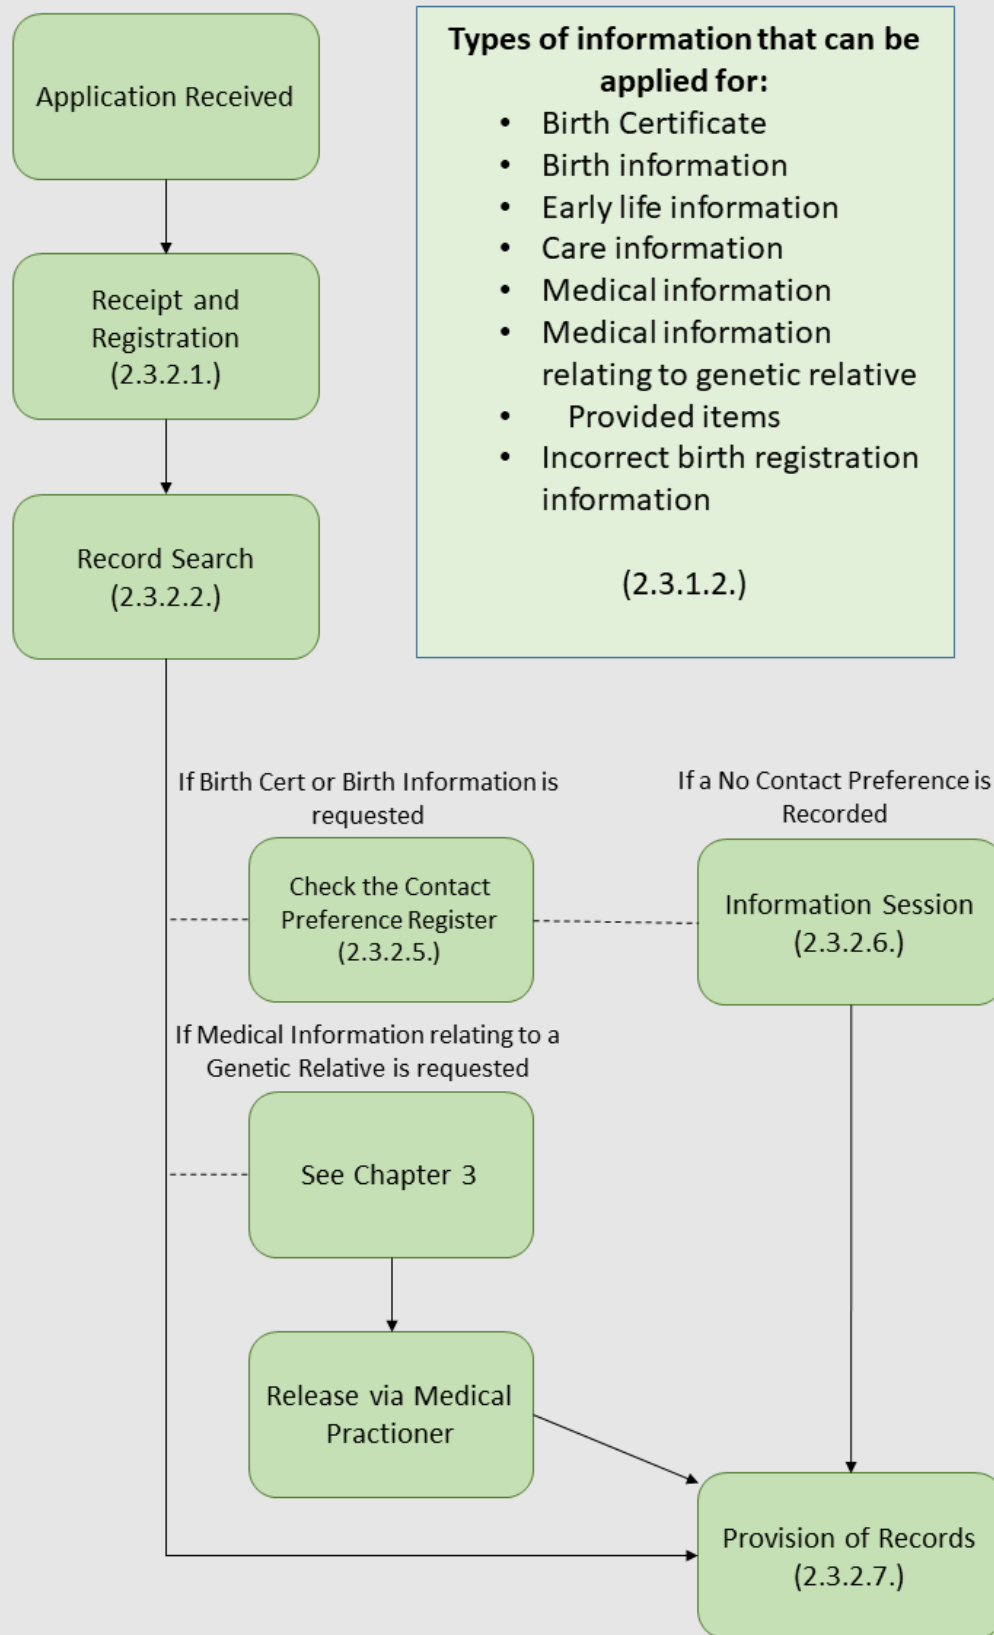 Application Received
Receipt and
Registration
(2.3.2.1.)
Record Search
(2.3.2.2.)
Types of information that can be
applied for:
• Birth Certificate
• Birth information
• Early life information
• Care information
• Medical information
• Medical information
relating to genetic relative
• Provided items
• Incorrect birth registration
information
(2.3.1.2.)
If Birth Cert or Birth Information is
requested
Check the Contact
Preference Register
(2.3.2.5.)
If a No Contact Preference is
Recorded
Information Session
(2.3.2.6.)
If Medical Information relating to a
Genetic Relative is requested
See Chapter 3
Release via Medical
Practioner
Provision of Records
(2.3.2.7.)